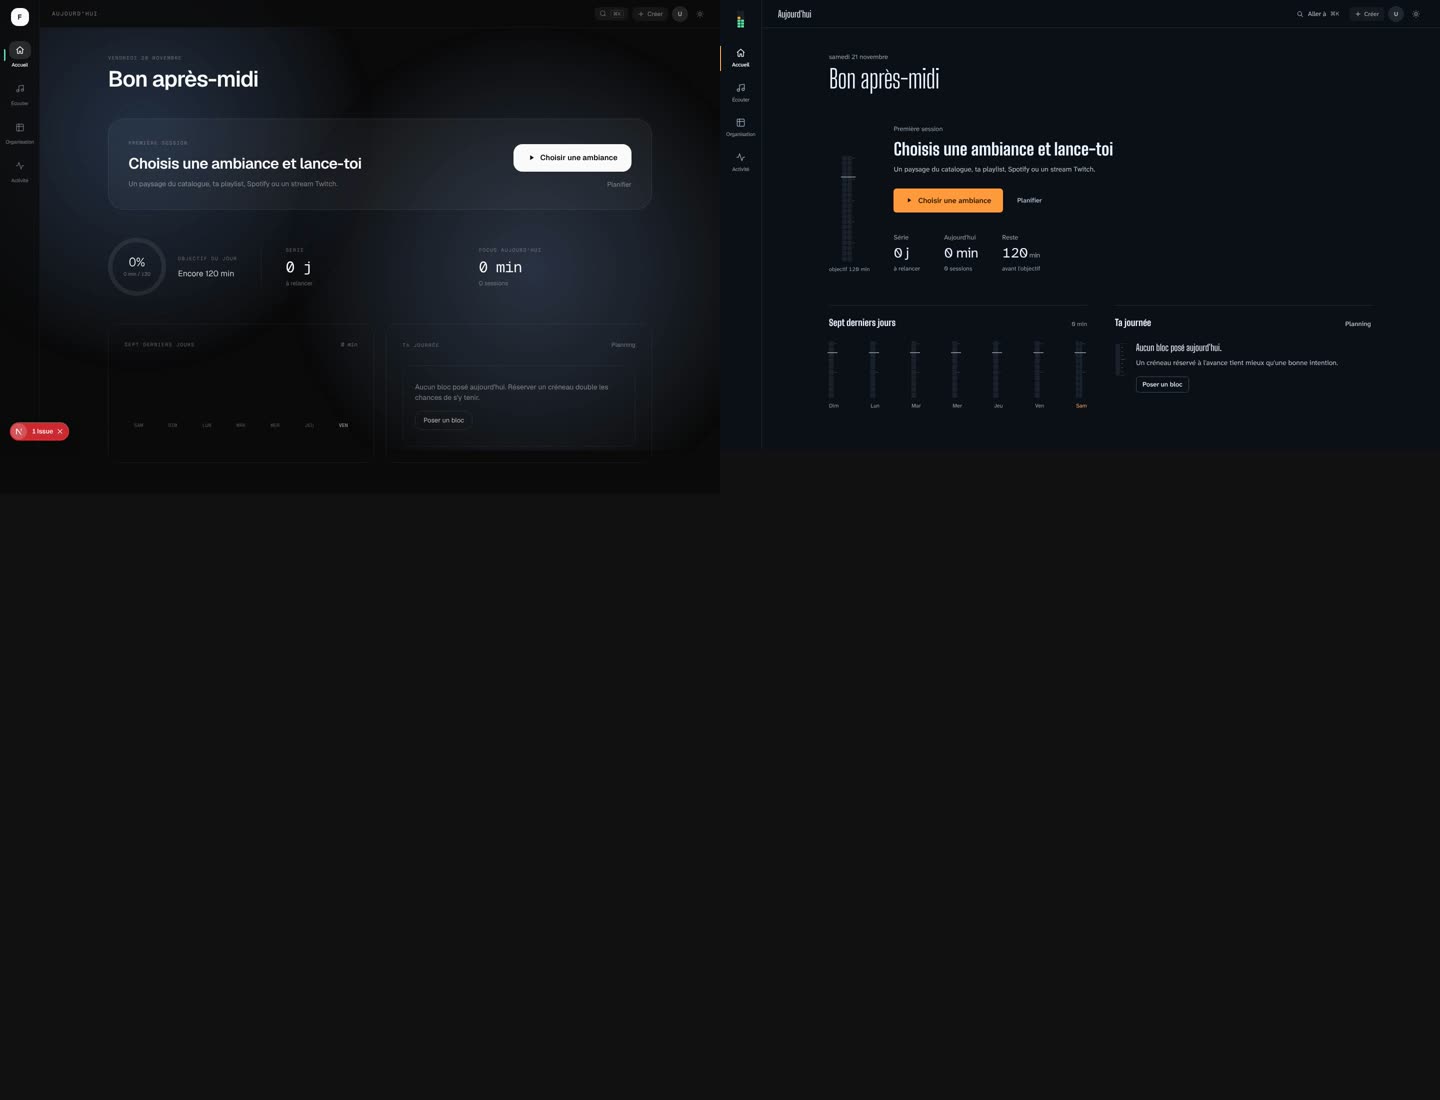 F
AUJOURD'HUI
⌘K
+ Créer
U
Accueil
Écouter
Organisation
Activité
VENDREDI 20 NOVEMBRE
Bon après-midi
PREMIÈRE SESSION
Choisis une ambiance et lance-toi
Un paysage du catalogue, ta playlist, Spotify ou un stream Twitch.
Choisir une ambiance
Planifier
0%
0 min / 120
OBJECTIF DU JOUR
Encore 120 min
SÉRIE
0 j
à relancer
FOCUS AUJOURD'HUI
0 min
0 sessions
SEPT DERNIERS JOURS
0 min
SAM DIM LUN MAR MER JEU VEN
TA JOURNÉE
Planning
Aucun bloc posé aujourd'hui. Réserver un créneau double les
chances de s'y tenir.
Poser un bloc
N
1 Issue
Aujourd'hui
Aller à ⌘K
+ Créer
U
Accueil
Écouter
Organisation
Activité
samedi 21 novembre
Bon après-midi
Première session
Choisis une ambiance et lance-toi
Un paysage du catalogue, ta playlist, Spotify ou un stream Twitch.
Choisir une ambiance
Planifier
objectif 120 min
Série
0 j
à relancer
Aujourd'hui
0 min
0 sessions
Reste
120 min
avant l'objectif
Sept derniers jours
0 min
Dim Lun Mar Mer Jeu Ven Sam
Ta journée
Planning
Aucun bloc posé aujourd'hui.
Un créneau réservé à l'avance tient mieux qu'une bonne intention.
Poser un bloc